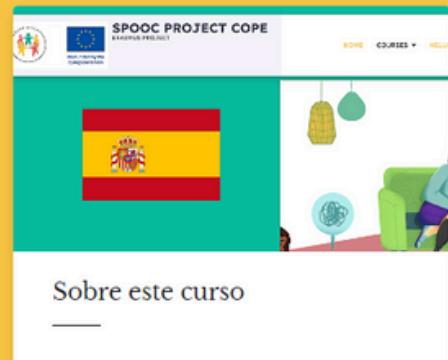 SPOOC PROJECT COPE
ERASMUS PROJECT
HOME COURSES
Sobre este curso